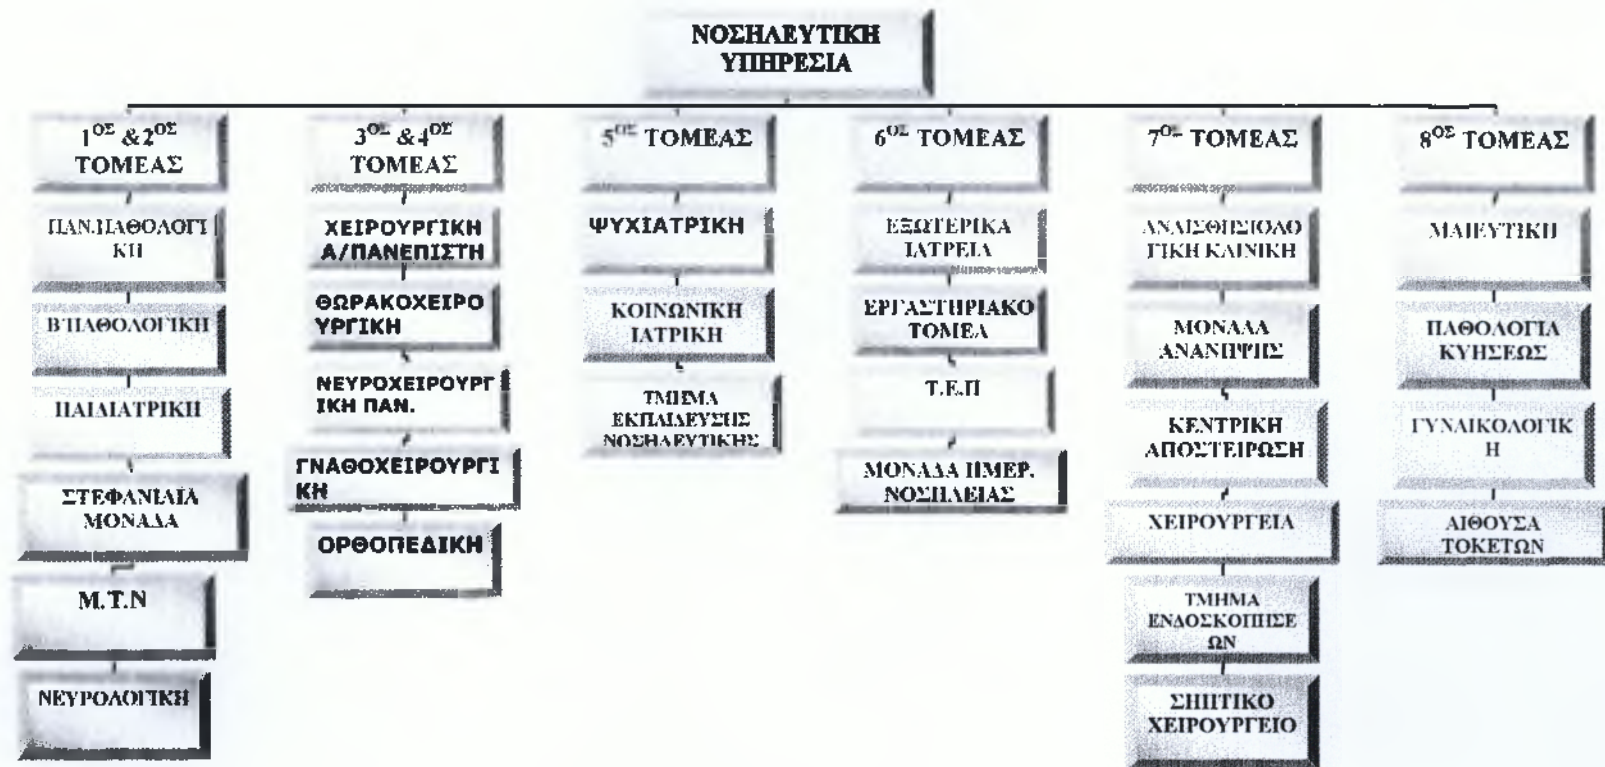 ΝΟΣΗΛΕΥΤΙΚΗ
ΥΠΗΡΕΣΙΑ
1ΟΣ &2ΟΣ
ΤΟΜΕΑΣ
ΠΑΝ.ΠΑΘΟΛΟΓΙ
ΚΗ
Β΄ΠΑΘΟΛΟΓΙΚΗ
ΠΑΙΔΙΑΤΡΙΚΗ
ΣΤΕΦΑΝΙΑΙΑ
ΜΟΝΑΔΑ
Μ.Τ.Ν
ΝΕΥΡΟΛΟΓΙΚΗ
3ΟΣ &4ΟΣ
ΤΟΜΕΑΣ
ΧΕΙΡΟΥΡΓΙΚΗ
Α/ΠΑΝΕΠΙΣΤΗ
ΘΩΡΑΚΟΧΕΙΡΟ
ΥΡΓΙΚΗ
ΝΕΥΡΟΧΕΙΡΟΥΡΓ
ΙΚΗ ΠΑΝ.
ΓΝΑΘΟΧΕΙΡΟΥΡΓΙ
ΚΗ
ΟΡΘΟΠΕΔΙΚΗ
5ΟΣ ΤΟΜΕΑΣ
ΨΥΧΙΑΤΡΙΚΗ
ΚΟΙΝΩΝΙΚΗ
ΙΑΤΡΙΚΗ
ΤΜΗΜΑ
ΕΚΠΑΙΔΕΥΣΗΣ
ΝΟΣΗΛΕΥΤΙΚΗΣ
6ΟΣ ΤΟΜΕΑΣ
ΕΞΩΤΕΡΙΚΑ
ΙΑΤΡΕΙΑ
ΕΡΓΑΣΤΗΡΙΑΚΟ
ΤΟΜΕΑ
Τ.Ε.Π
ΜΟΝΑΔΑ ΗΜΕΡ.
ΝΟΣΗΛΕΙΑΣ
7ΟΣ ΤΟΜΕΑΣ
ΑΝΑΙΣΘΗΣΙΟΛΟ
ΓΙΚΗ ΚΛΙΝΙΚΗ
ΜΟΝΑΔΑ
ΑΝΑΝΗΨΗΣ
ΚΕΝΤΡΙΚΗ
ΑΠΟΣΤΕΙΡΩΣΗ
ΧΕΙΡΟΥΡΓΕΙΑ
ΤΜΗΜΑ
ΕΝΔΟΣΚΟΠΗΣΕ
ΩΝ
ΣΗΠΤΙΚΟ
ΧΕΙΡΟΥΡΓΕΙΟ
8ΟΣ ΤΟΜΕΑΣ
ΜΑΙΕΥΤΙΚΗ
ΠΑΘΟΛΟΓΙΑ
ΚΥΗΣΕΩΣ
ΓΥΝΑΙΚΟΛΟΓΙΚ
Η
ΑΙΘΟΥΣΑ
ΤΟΚΕΤΩΝ